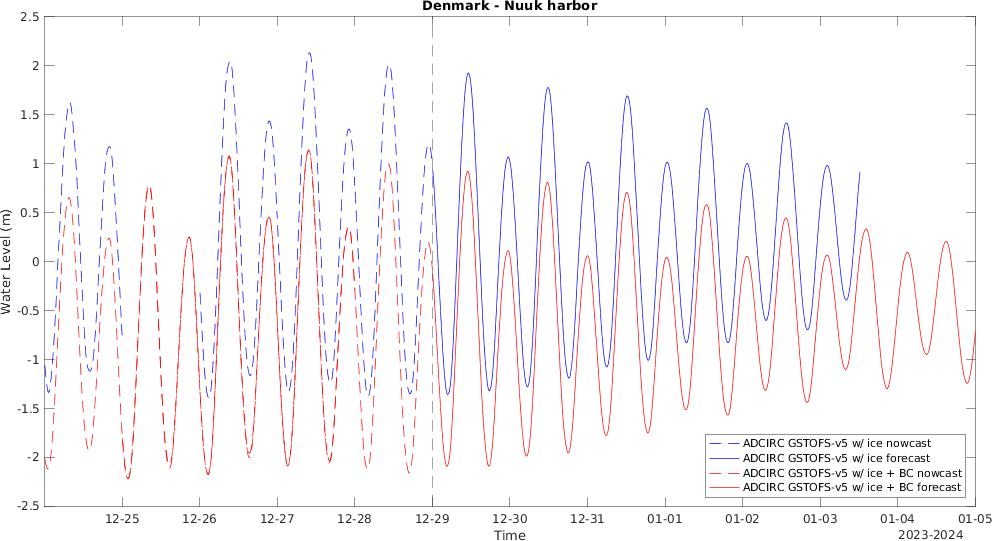 Denmark - Nuuk harbor
2.5
2
1.5
1
0.5
0
-0.5
-1
-1.5
-2
-2.5
Water Level (m)
ADCIRC GSTOFS-v5 w/ ice nowcast
ADCIRC GSTOFS-v5 w/ ice forecast
ADCIRC GSTOFS-v5 w/ ice + BC nowcast
ADCIRC GSTOFS-v5 w/ ice + BC forecast
12-25 12-26 12-27 12-28 12-29 12-30 12-31 01-01 01-02 01-03 01-04 01-05
Time
2023-2024